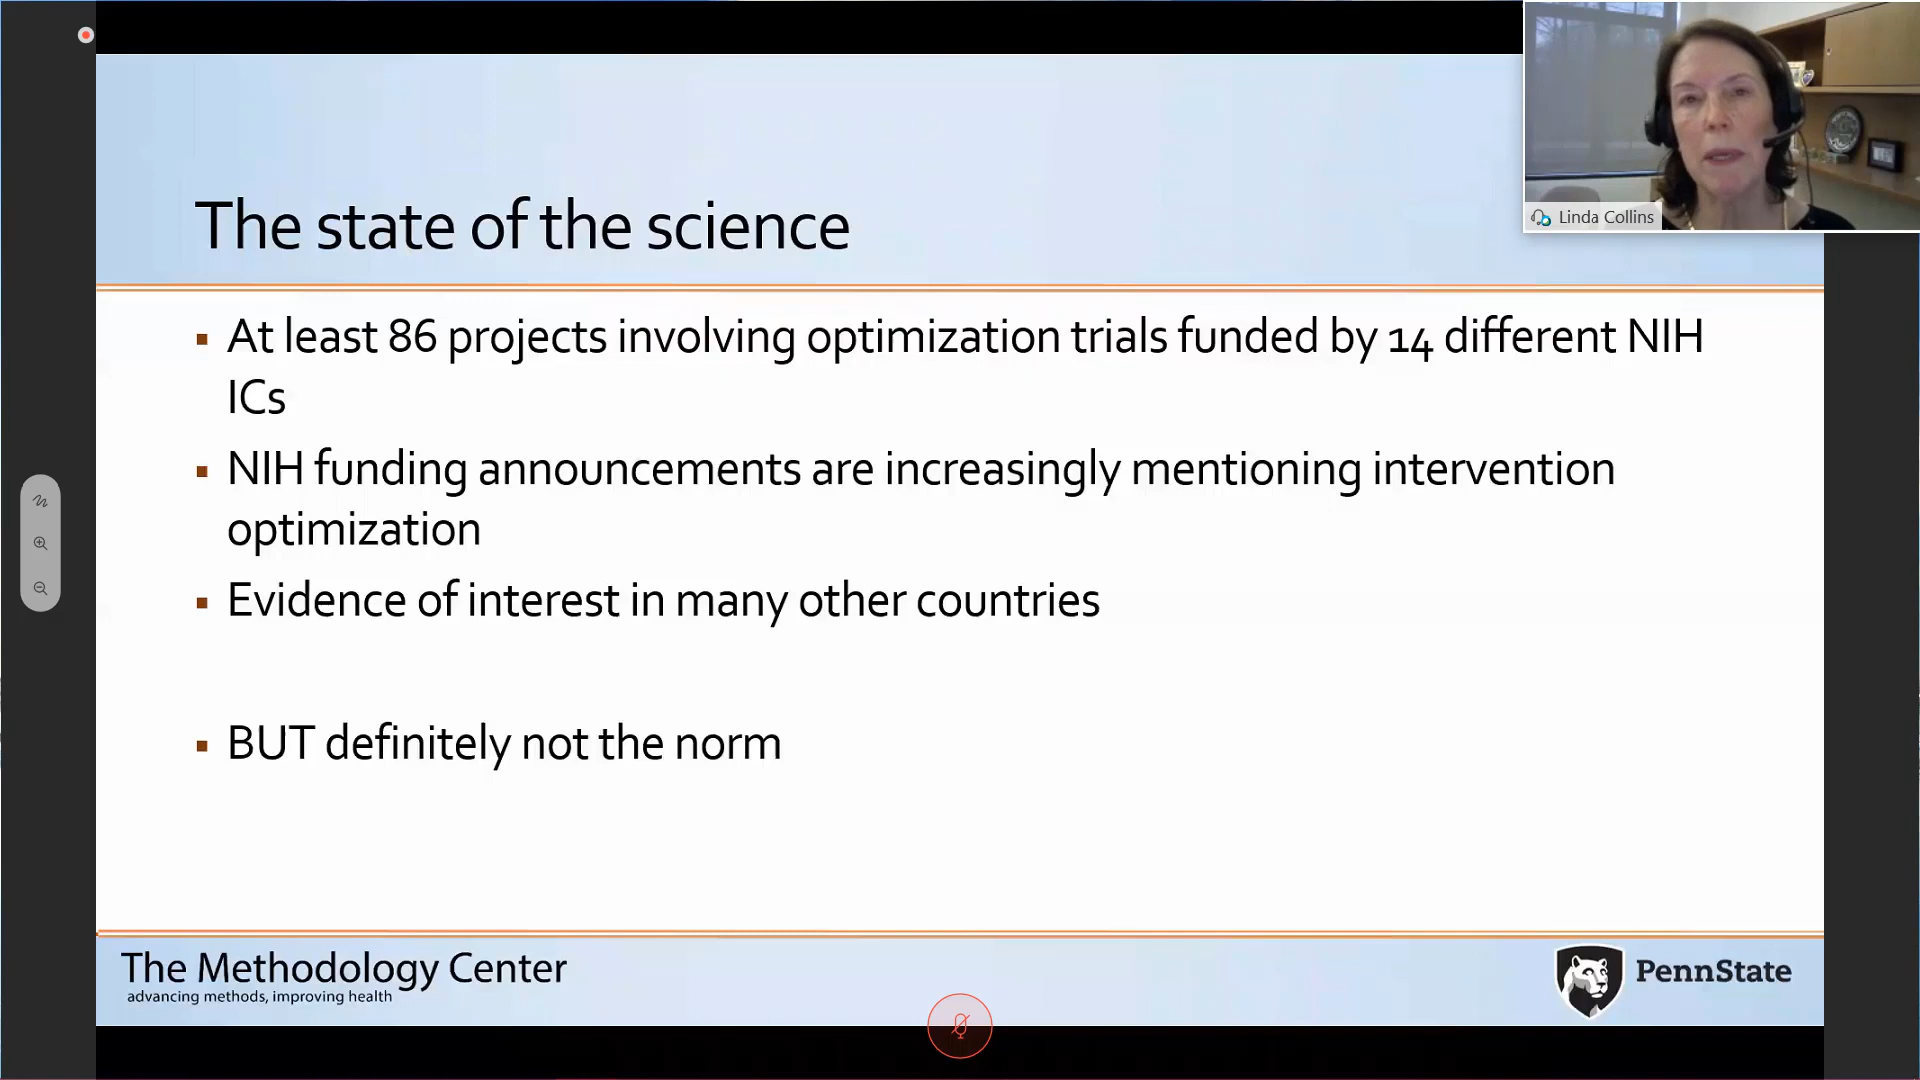 Linda Collins
The state of the science
At least 86 projects involving optimization trials funded by 14 different NIH
ICs
NIH funding announcements are increasingly mentioning intervention
optimization
Evidence of interest in many other countries
BUT definitely not the norm
The Methodology Center
advancing methods, improving health
PennState